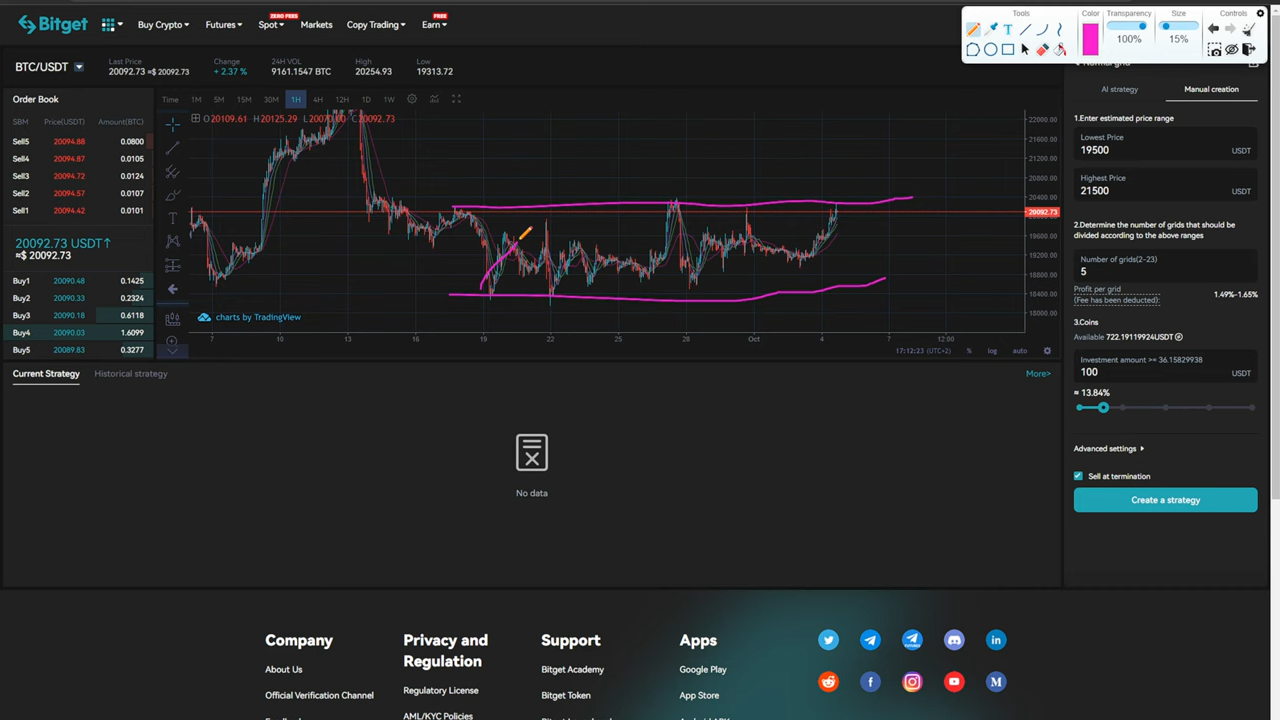 Bitget
Buy Crypto
Futures
Spot
ZERO FEES
Markets
Copy Trading
Earn
FREE
Tools
Color
Transparency
Size
Controls
100%
15%
BTC/USDT
Last Price
20092.73 ≈$ 20092.73
Change
+ 2.37 %
24H VOL
9161.1547 BTC
High
20254.93
Low
19313.72
Order Book
SBM Price(USDT) Amount(BTC)
Sell5 20094.88 0.0800
Sell4 20094.87 0.0105
Sell3 20094.72 0.0124
Sell2 20094.57 0.0107
Sell1 20094.42 0.0101
20092.73 USDT↑
≈$ 20092.73
Buy1 20090.48 0.1425
Buy2 20090.33 0.2324
Buy3 20090.18 0.6118
Buy4 20090.03 1.6099
Buy5 20089.83 0.3277
Time 1M 5M 15M 30M 1H 4H 12H 1D 1W
O20109.61 H20125.29 L20070.00 C20092.73
22000.00
21600.00
21200.00
20800.00
20400.00
20092.73
19600.00
19200.00
18800.00
18400.00
18000.00
charts by TradingView
7 10 13 16 19 22 25 28 Oct 4 7 12:00
17:12:23 (UTC+2) % log auto
Current Strategy
Historical strategy
More>
No data
AI strategy
Manual creation
1.Enter estimated price range
Lowest Price
19500 USDT
Highest Price
21500 USDT
2.Determine the number of grids that should be
divided according to the above ranges
Number of grids(2-23)
5
Profit per grid
(Fee has been deducted):
1.49%-1.65%
3.Coins
Available 722.19119924USDT
Investment amount >= 36.15829938
100 USDT
≈ 13.84%
Advanced settings
Sell at termination
Create a strategy
Company
About Us
Official Verification Channel
Privacy and
Regulation
Regulatory License
AML/KYC Policies
Support
Bitget Academy
Bitget Token
Apps
Google Play
App Store